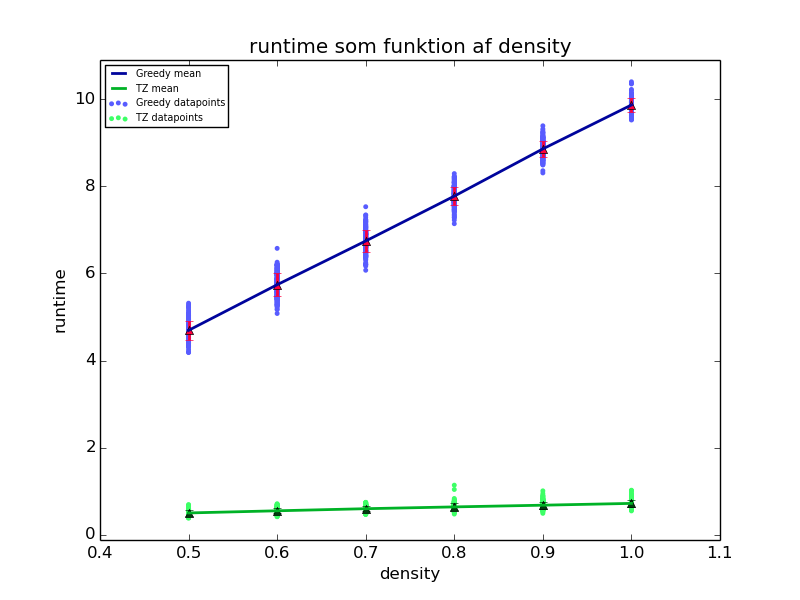 runtime som funktion af density
Greedy mean
TZ mean
Greedy datapoints
TZ datapoints
10
8
6
4
2
0
runtime
0.4 0.5 0.6 0.7 0.8 0.9 1.0 1.1
density